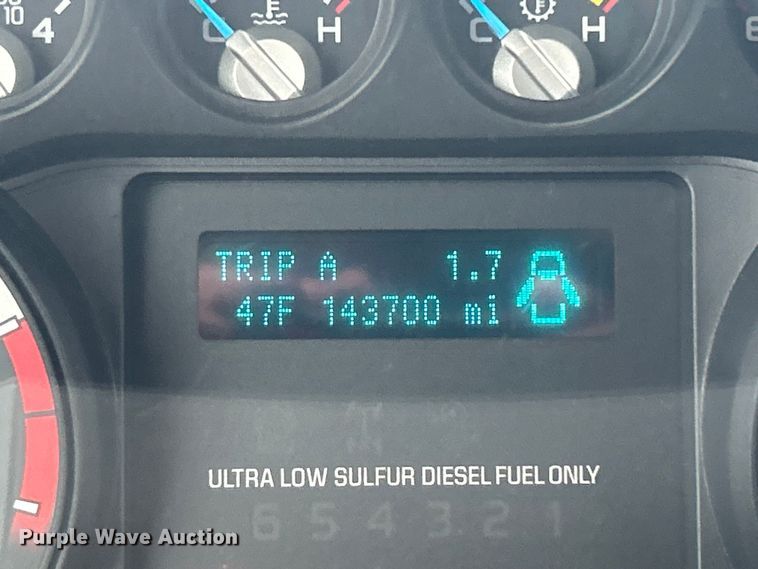 10 4
C H
C H
TRIP A 1.7
47F 143700 mi
ULTRA LOW SULFUR DIESEL FUEL ONLY
6 5 4 3 2 1
Purple Wave Auction